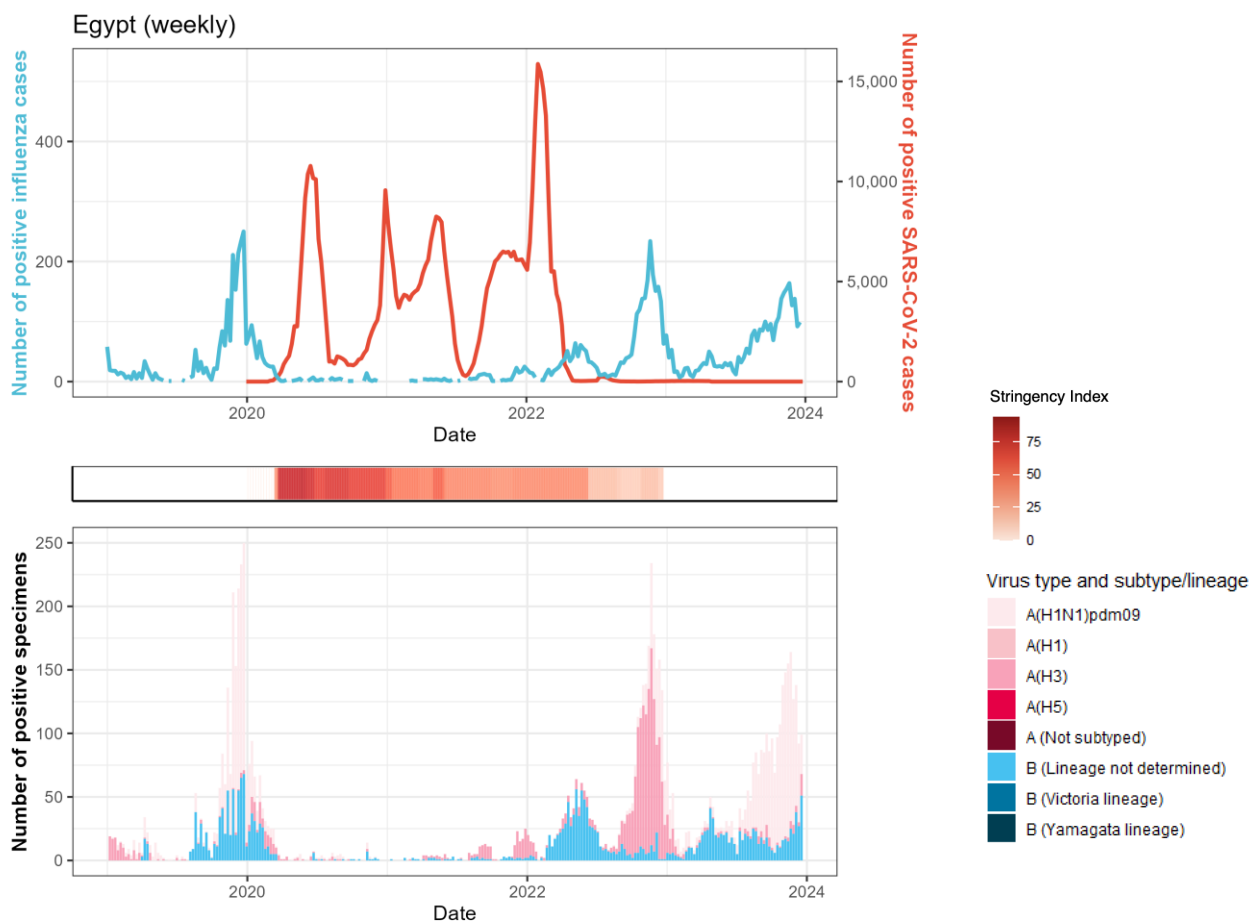 Egypt (weekly)
Number of positive influenza cases
400
200
0
15,000
10,000
5,000
0
Number of positive SARS-CoV-2 cases
2020
2022
2024
Date
Stringency Index
75
50
25
0
Number of positive specimens
250
200
150
100
50
0
2020
2022
2024
Date
Virus type and subtype/lineage
A(H1N1)pdm09
A(H1)
A(H3)
A(H5)
A (Not subtyped)
B (Lineage not determined)
B (Victoria lineage)
B (Yamagata lineage)